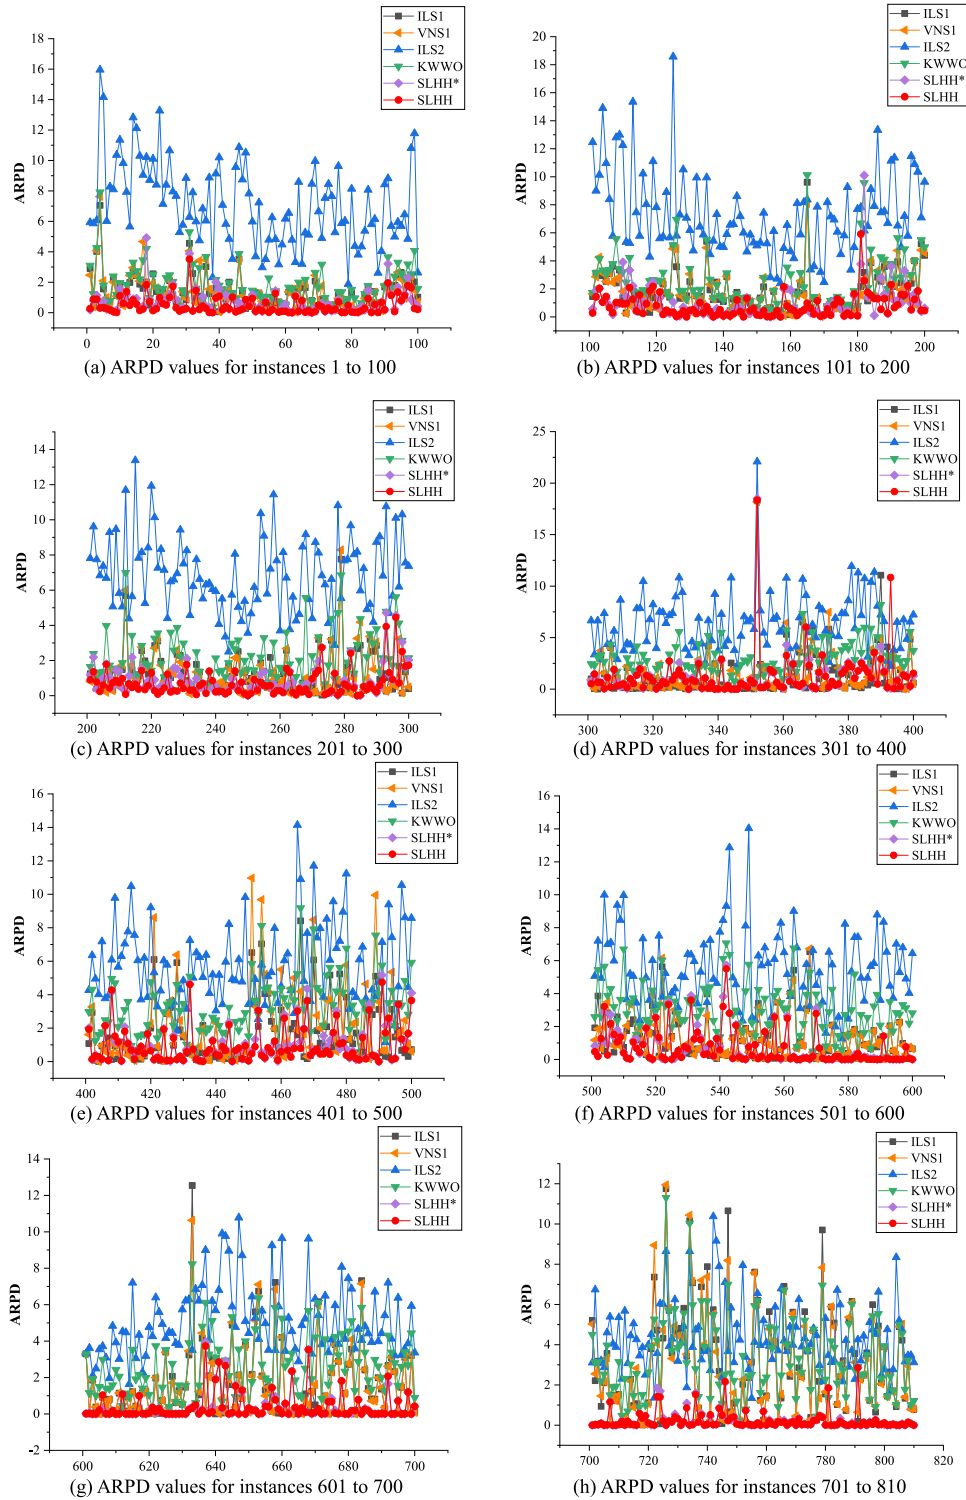 ILS1
VNS1
ILS2
KWWO
SLHH*
SLHH
ARPD
18
16
14
12
10
8
6
4
2
0
0 20 40 60 80 100
(a) ARPD values for instances 1 to 100
ILS1
VNS1
ILS2
KWWO
SLHH*
SLHH
ARPD
20
18
16
14
12
10
8
6
4
2
0
100 120 140 160 180 200
(b) ARPD values for instances 101 to 200
ILS1
VNS1
ILS2
KWWO
SLHH*
SLHH
ARPD
14
12
10
8
6
4
2
0
200 220 240 260 280 300
(c) ARPD values for instances 201 to 300
ILS1
VNS1
ILS2
KWWO
SLHH*
SLHH
ARPD
25
20
15
10
5
0
300 320 340 360 380 400
(d) ARPD values for instances 301 to 400
ILS1
VNS1
ILS2
KWWO
SLHH*
SLHH
ARPD
16
14
12
10
8
6
4
2
0
400 420 440 460 480 500
(e) ARPD values for instances 401 to 500
ILS1
VNS1
ILS2
KWWO
SLHH*
SLHH
ARPD
16
14
12
10
8
6
4
2
0
500 520 540 560 580 600
(f) ARPD values for instances 501 to 600
ILS1
VNS1
ILS2
KWWO
SLHH*
SLHH
ARPD
14
12
10
8
6
4
2
0
-2
600 620 640 660 680 700
(g) ARPD values for instances 601 to 700
ILS1
VNS1
ILS2
KWWO
SLHH*
SLHH
ARPD
14
12
10
8
6
4
2
0
700 720 740 760 780 800 820
(h) ARPD values for instances 701 to 810